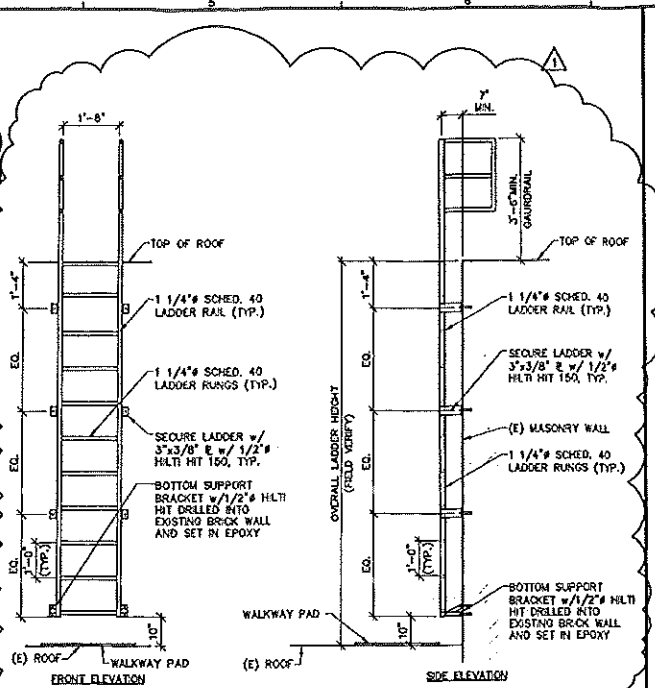 5
6
1
1'-8"
TOP OF ROOF
1'-4"
1 1/4"ø SCHED. 40
LADDER RAIL (TYP.)
EQ.
1 1/4"ø SCHED. 40
LADDER RUNGS (TYP.)
EQ.
SECURE LADDER w/
3"x3/8" ⅊ w/ 1/2"ø
HILTI HIT 150, TYP.
BOTTOM SUPPORT
BRACKET w/1/2"ø HILTI
HIT DRILLED INTO
EXISTING BRICK WALL
AND SET IN EPOXY
EQ.
1'-0"
(TYP.)
10"
(E) ROOF
WALKWAY PAD
FRONT ELEVATION
7"
MIN.
3'-6"MIN.
GAURDRAIL
TOP OF ROOF
1'-4"
1 1/4"ø SCHED. 40
LADDER RAIL (TYP.)
EQ.
SECURE LADDER w/
3"x3/8" ⅊ w/ 1/2"ø
HILTI HIT 150, TYP.
OVERALL LADDER HEIGHT
(FIELD VERIFY)
EQ.
(E) MASONRY WALL
1 1/4"ø SCHED. 40
LADDER RUNGS (TYP.)
EQ.
1'-0"
(TYP.)
BOTTOM SUPPORT
BRACKET w/1/2"ø HILTI
HIT DRILLED INTO
EXISTING BRICK WALL
AND SET IN EPOXY
WALKWAY PAD
10"
(E) ROOF
SIDE ELEVATION